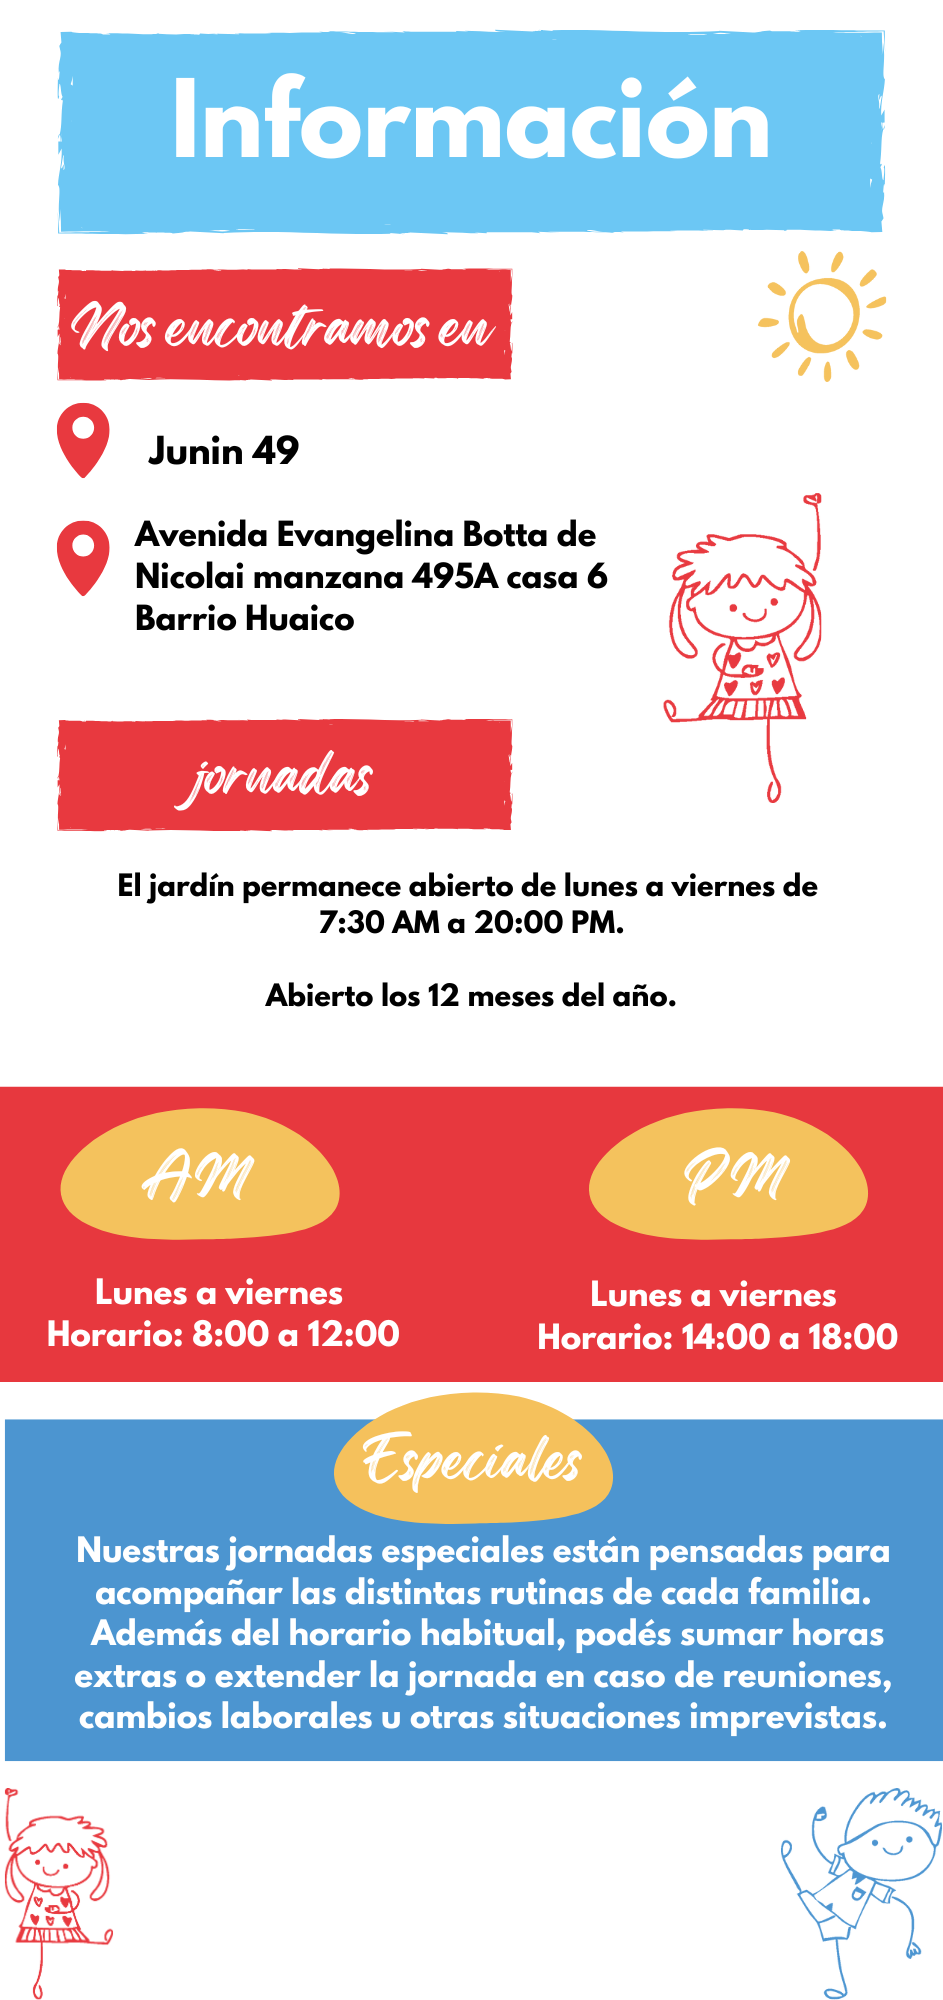 Información
Nos encontramos en
Junin 49
Avenida Evangelina Botta de
Nicolai manzana 495A casa 6
Barrio Huaico
jornadas
El jardín permanece abierto de lunes a viernes de
7:30 AM a 20:00 PM.
Abierto los 12 meses del año.
AM
Lunes a viernes
Horario: 8:00 a 12:00
PM
Lunes a viernes
Horario: 14:00 a 18:00
Especiales
Nuestras jornadas especiales están pensadas para
acompañar las distintas rutinas de cada familia.
Además del horario habitual, podés sumar horas
extras o extender la jornada en caso de reuniones,
cambios laborales u otras situaciones imprevistas.